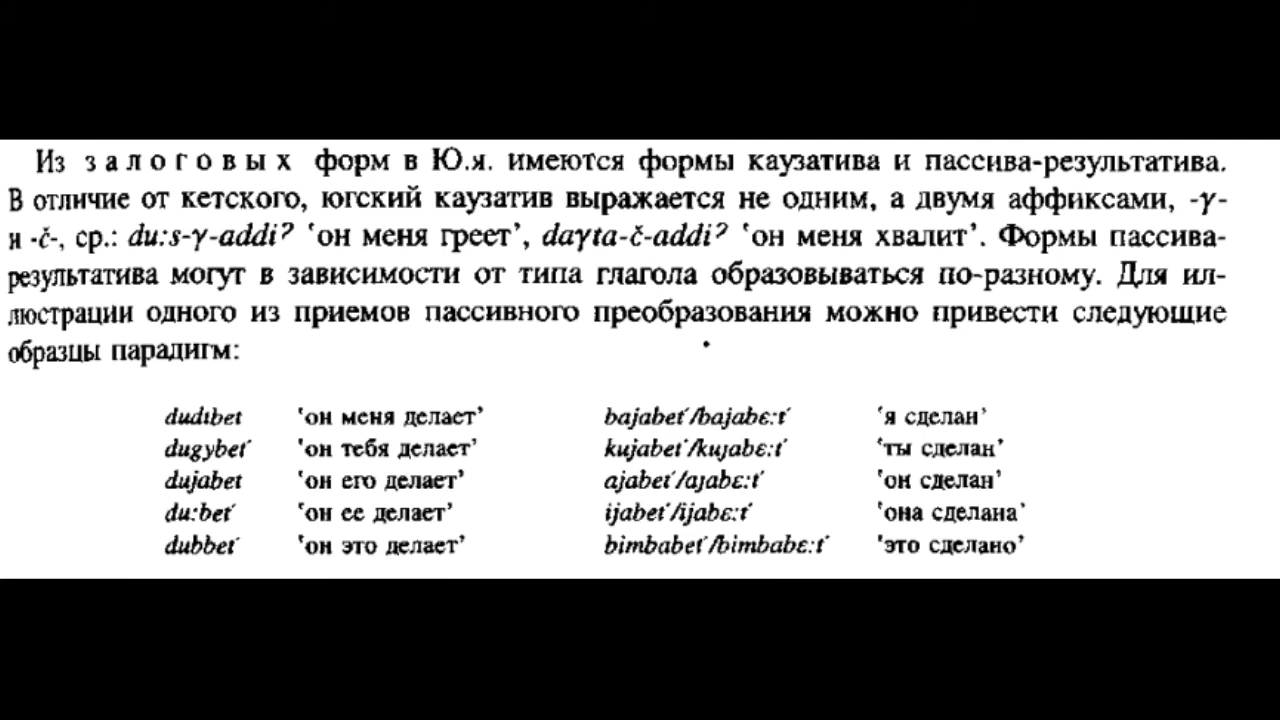 Из залоговых форм в Ю.я. имеются формы каузатива и пассива-результатива.
В отличие от кетского, югский каузатив выражается не одним, а двумя аффиксами, -γ-
и -č-, ср.: du:s-γ-addiˀ ‘он меня греет’, daγta-č-addiˀ ‘он меня хвалит’. Формы пассива-
результатива могут в зависимости от типа глагола образовываться по-разному. Для ил-
люстрации одного из приемов пассивного преобразования можно привести следующие
образцы парадигм:
dudıbet ‘он меня делает’ bajabet́/bajabɛ:t́ ‘я сделан’
dugybet́ ‘он тебя делает’ kujabet́/kujabɛ:t́ ‘ты сделан’
dujabet ‘он его делает’ ajabet́/ajabɛ:t́ ‘он сделан’
du:bet́ ‘он ее делает’ ijabet́/ijabɛ:t́ ‘она сделана’
dubbet́ ‘он это делает’ bimbabet́/bimbabɛ:t́ ‘это сделано’